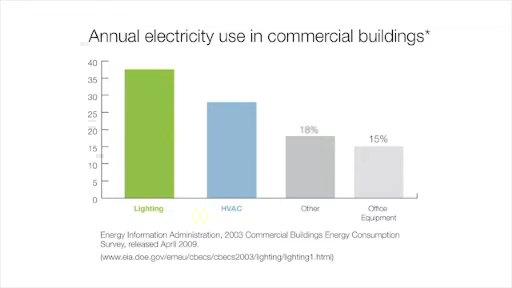 Annual electricity use in commercial buildings*
40
35
30
25
20
15
10
5
0
18%
15%
Lighting
HVAC
Other
Office
Equipment
Energy Information Administration, 2003 Commercial Buildings Energy Consumption
Survey, released April 2009.
(www.eia.doe.gov/emeu/cbecs/cbecs2003/lighting/lighting1.html)